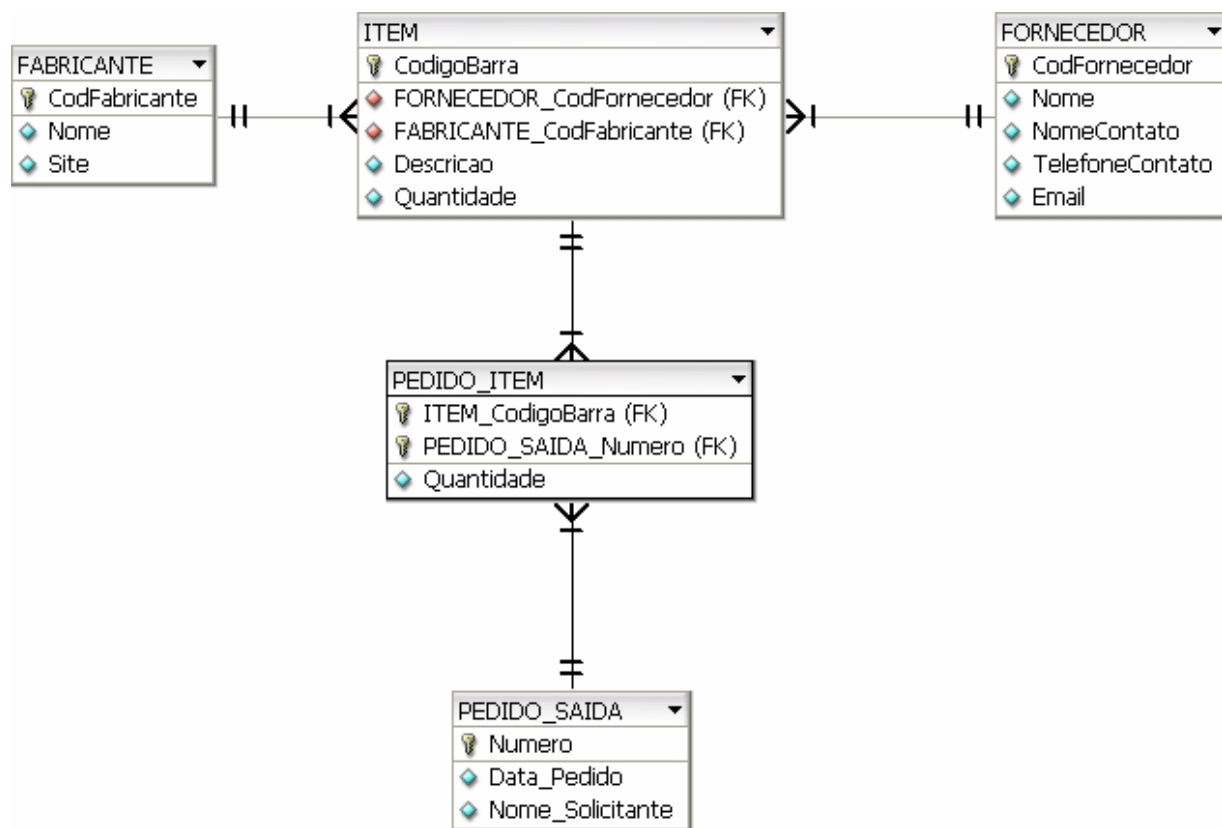 FABRICANTE
CodFabricante
Nome
Site
ITEM
CodigoBarra
FORNECEDOR_CodFornecedor (FK)
FABRICANTE_CodFabricante (FK)
Descricao
Quantidade
FORNECEDOR
CodFornecedor
Nome
NomeContato
TelefoneContato
Email
PEDIDO_ITEM
ITEM_CodigoBarra (FK)
PEDIDO_SAIDA_Numero (FK)
Quantidade
PEDIDO_SAIDA
Numero
Data_Pedido
Nome_Solicitante